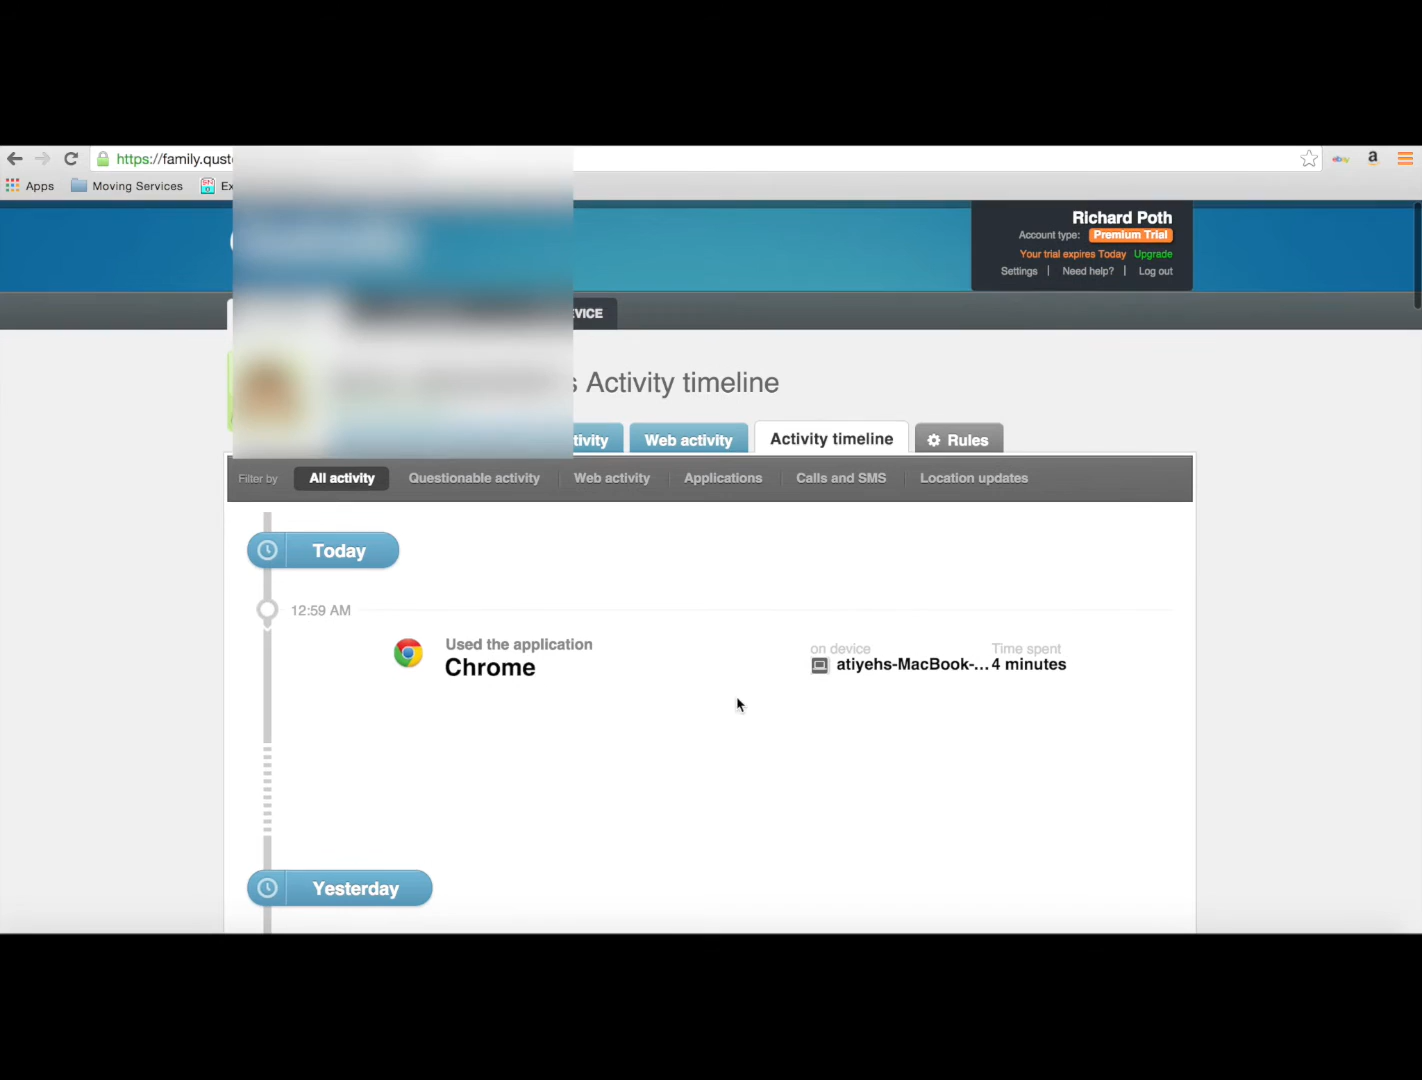 https://family.qust
Apps
Moving Services
Ex
Richard Poth
Account type: Premium Trial
Your trial expires Today Upgrade
Settings | Need help? | Log out
VICE
s Activity timeline
tivity
Web activity
Activity timeline
Rules
Filter by
All activity
Questionable activity
Web activity
Applications
Calls and SMS
Location updates
Today
12:59 AM
Used the application
Chrome
on device
atiyehs-MacBook-...
Time spent
4 minutes
Yesterday